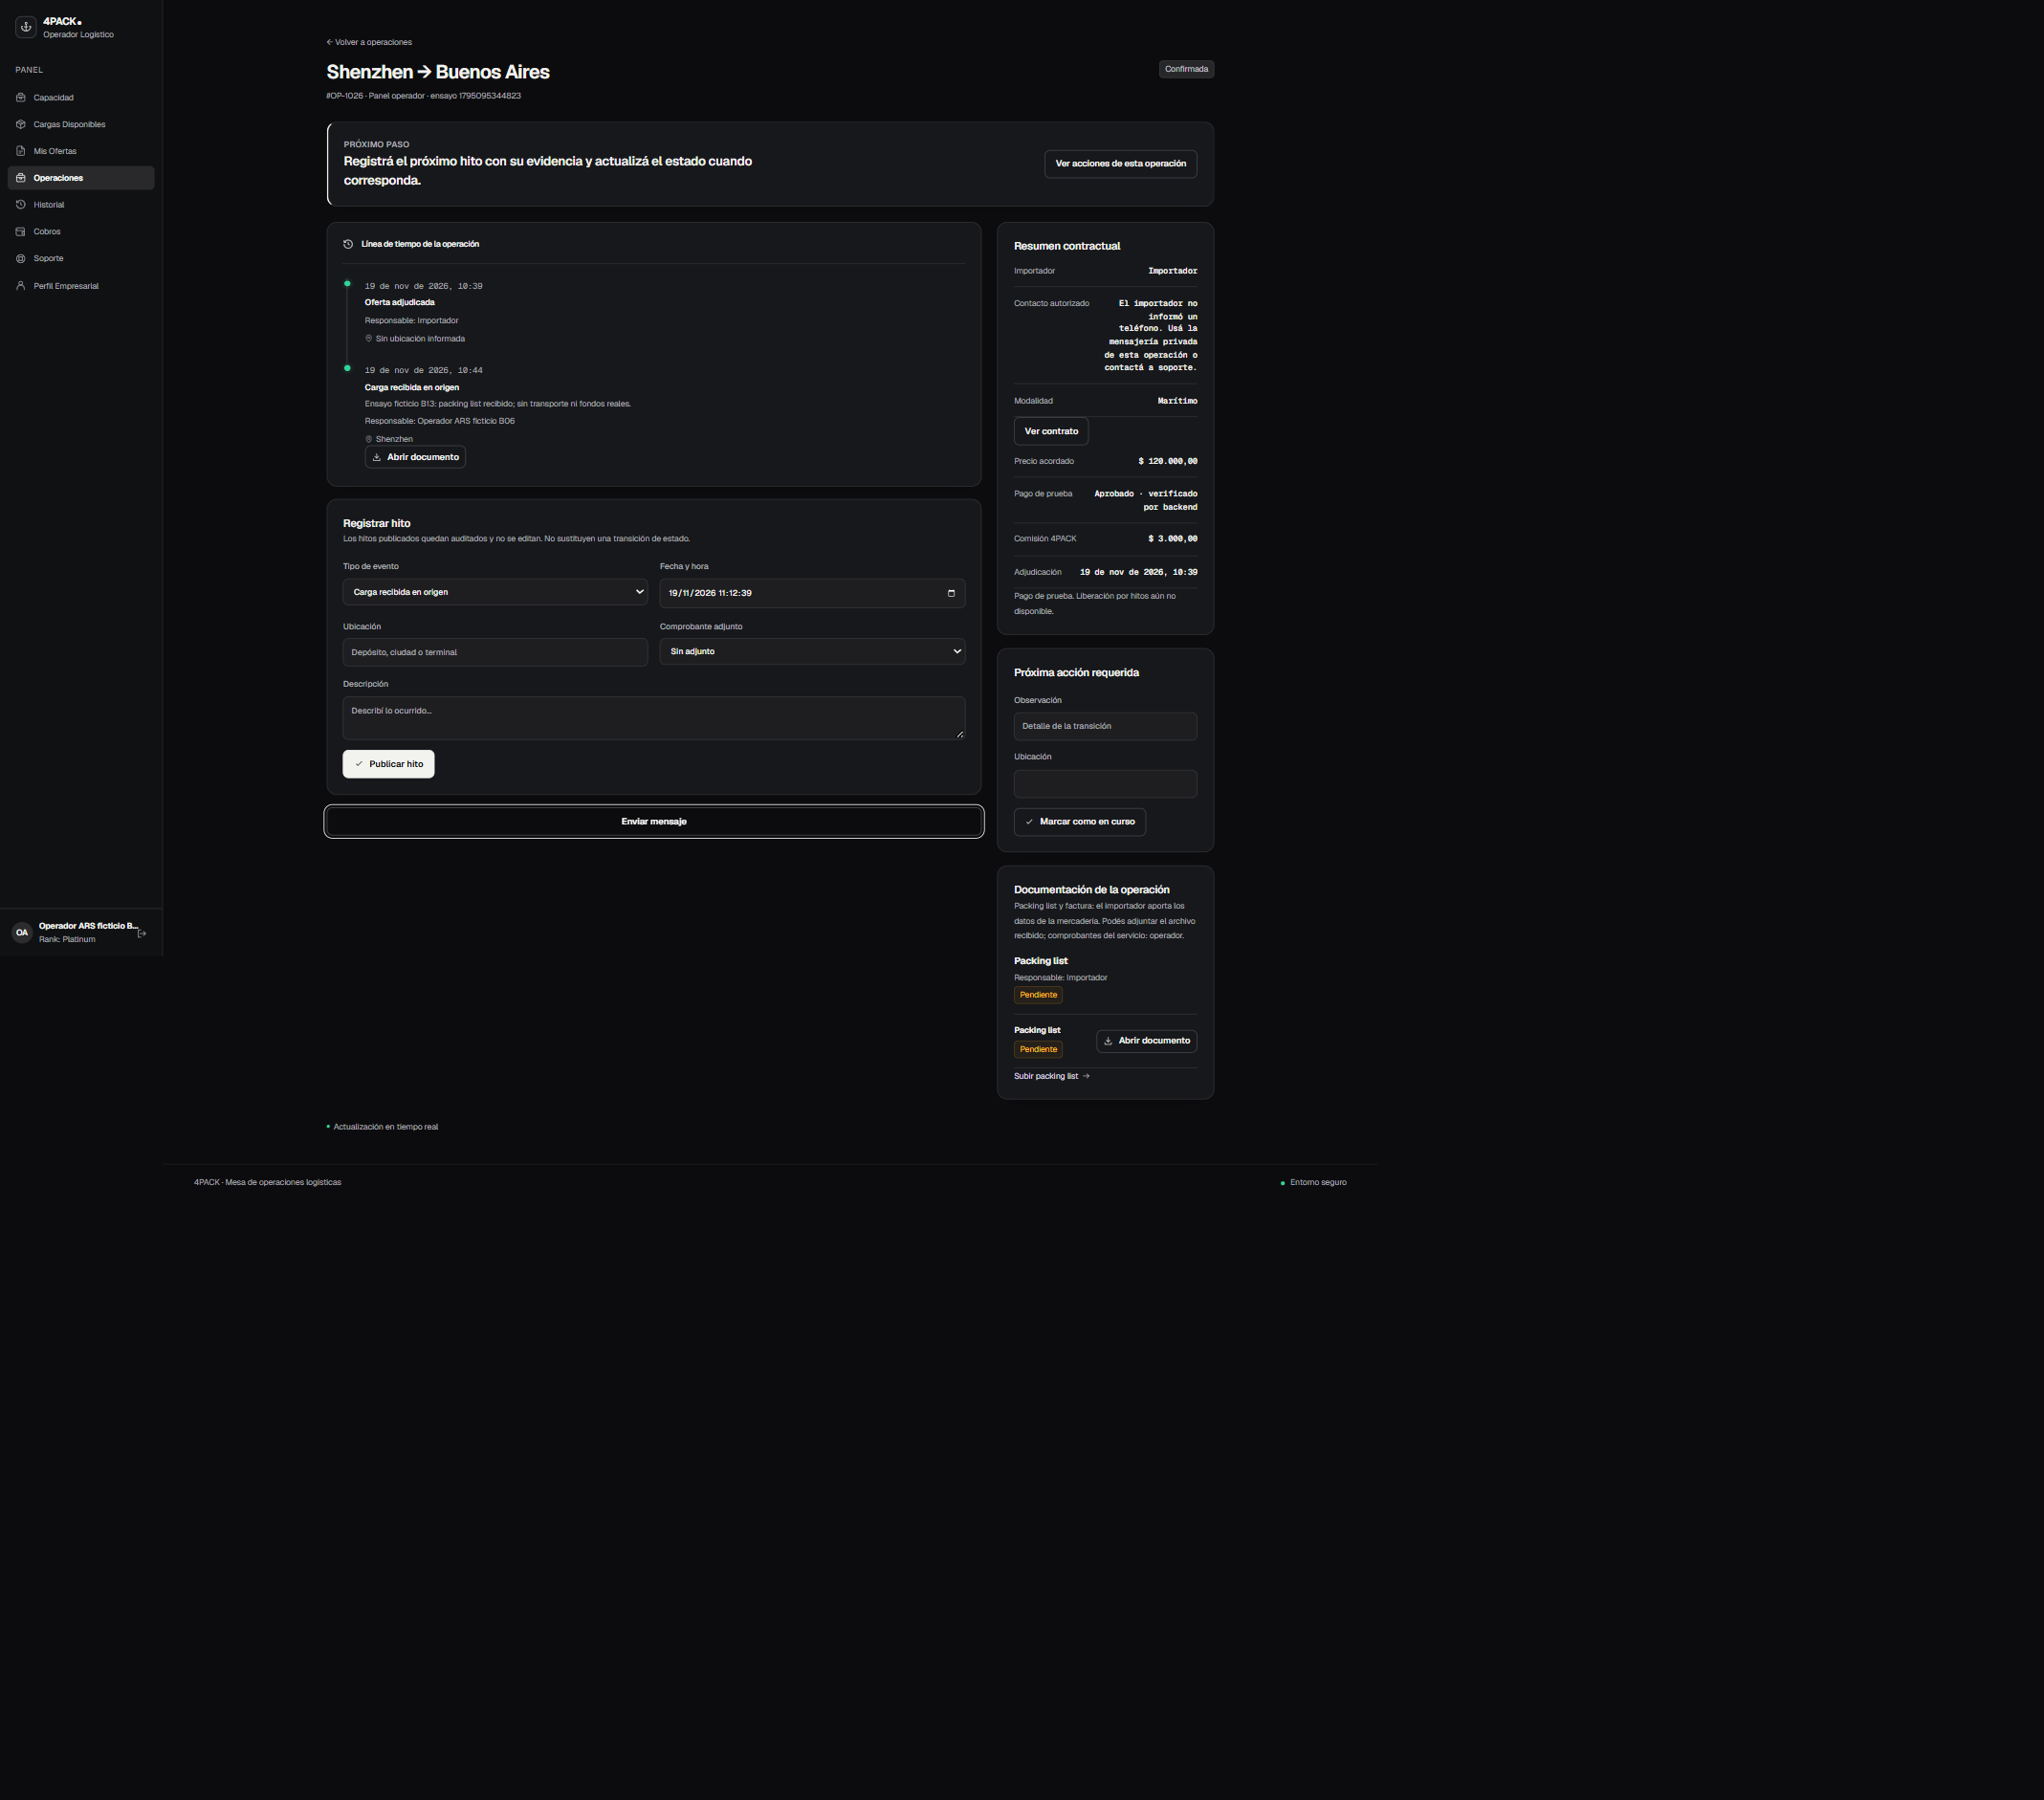 4PACK
Operador Logístico
PANEL
Capacidad
Cargas Disponibles
Mis Ofertas
Operaciones
Historial
Cobros
Soporte
Perfil Empresarial
OA
Operador ARS ficticio B...
Rank: Platinum
← Volver a operaciones
Shenzhen → Buenos Aires
Confirmada
#OP-1026 · Panel operador · ensayo 1795095344823
PRÓXIMO PASO
Registrá el próximo hito con su evidencia y actualizá el estado cuando
corresponda.
Ver acciones de esta operación
Línea de tiempo de la operación
19 de nov de 2026, 10:39
Oferta adjudicada
Responsable: Importador
Sin ubicación informada
19 de nov de 2026, 10:44
Carga recibida en origen
Ensayo ficticio B13: packing list recibido; sin transporte ni fondos reales.
Responsable: Operador ARS ficticio B06
Shenzhen
Abrir documento
Registrar hito
Los hitos publicados quedan auditados y no se editan. No sustituyen una transición de estado.
Tipo de evento
Carga recibida en origen
Fecha y hora
19/11/2026 11:12:39
Ubicación
Depósito, ciudad o terminal
Comprobante adjunto
Sin adjunto
Descripción
Describí lo ocurrido...
Publicar hito
Enviar mensaje
Resumen contractual
Importador Importador
Contacto autorizado El importador no
informó un
teléfono. Usá la
mensajería privada
de esta operación o
contactá a soporte.
Modalidad Marítimo
Ver contrato
Precio acordado $ 120.000,00
Pago de prueba Aprobado · verificado
por backend
Comisión 4PACK $ 3.000,00
Adjudicación 19 de nov de 2026, 10:39
Pago de prueba. Liberación por hitos aún no
disponible.
Próxima acción requerida
Observación
Detalle de la transición
Ubicación
Marcar como en curso
Documentación de la operación
Packing list y factura: el importador aporta los
datos de la mercadería. Podés adjuntar el archivo
recibido; comprobantes del servicio: operador.
Packing list
Responsable: Importador
Pendiente
Packing list
Pendiente
Abrir documento
Subir packing list →
Actualización en tiempo real
4PACK · Mesa de operaciones logísticas
Entorno seguro